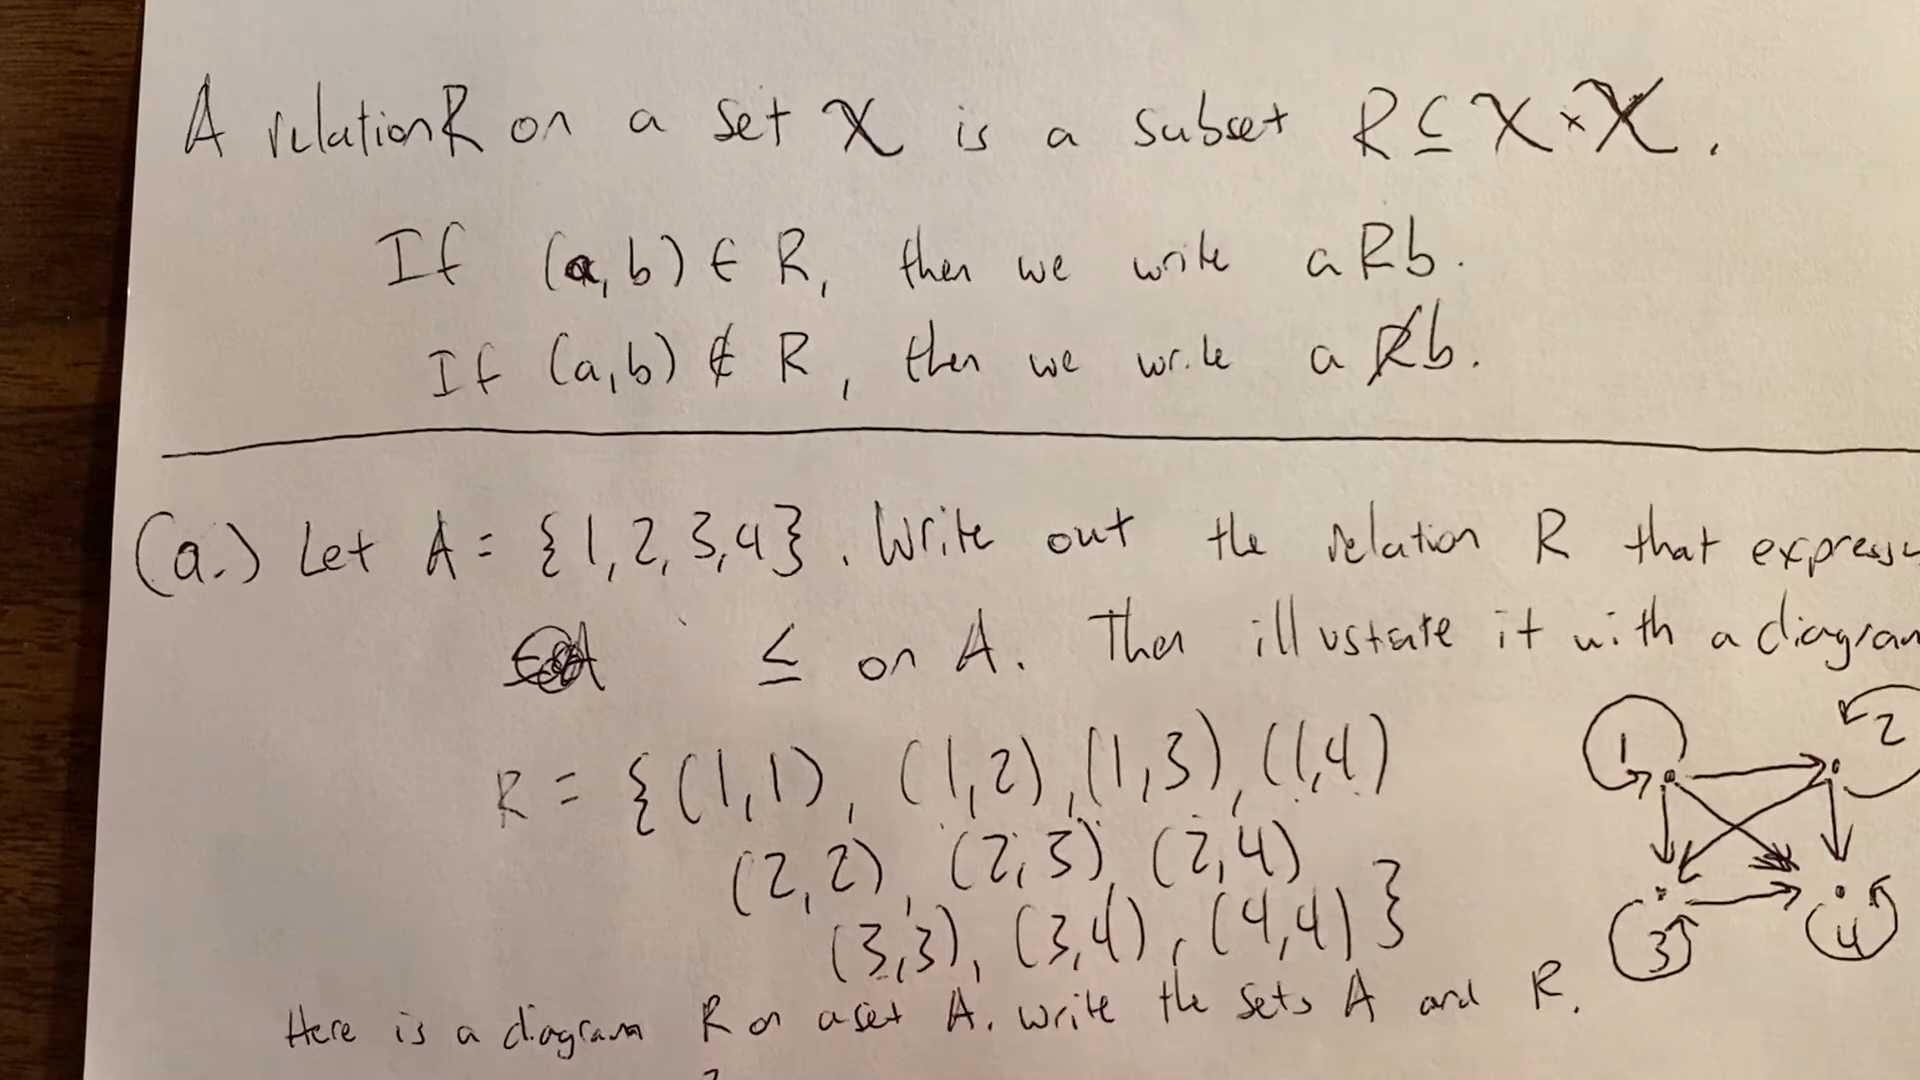 A relation R on a set X is a subset R ⊆ X × X.
If (a, b) ∈ R, then we write a R b.
If (a, b) ∉ R, then we write a R̸ b.
(a.) Let A = {1, 2, 3, 4}. Write out the relation R that express
≤ on A. Then illustrate it with a diagram
R = {(1,1), (1,2), (1,3), (1,4)
(2,2), (2,3) (2,4)
(3,3), (3,4), (4,4)}
1
2
3
4
Here is a diagram R on a set A. Write the sets A and R.